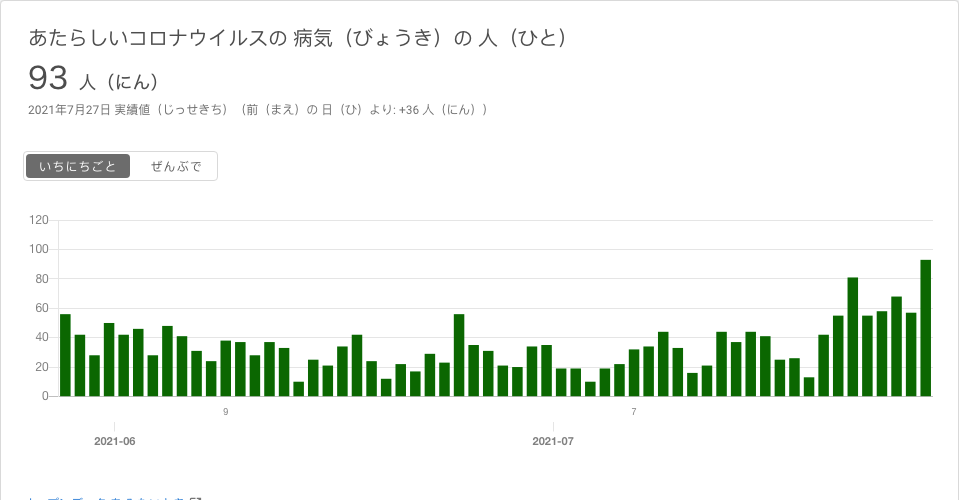 あたらしいコロナウイルスの 病気（びょうき）の 人（ひと）
93 人（にん）
2021年7月27日 実績値（じっせきち）（前（まえ）の 日（ひ）より: +36 人（にん））
いちにちごと ぜんぶで
120
100
80
60
40
20
0
9 7
2021-06 2021-07